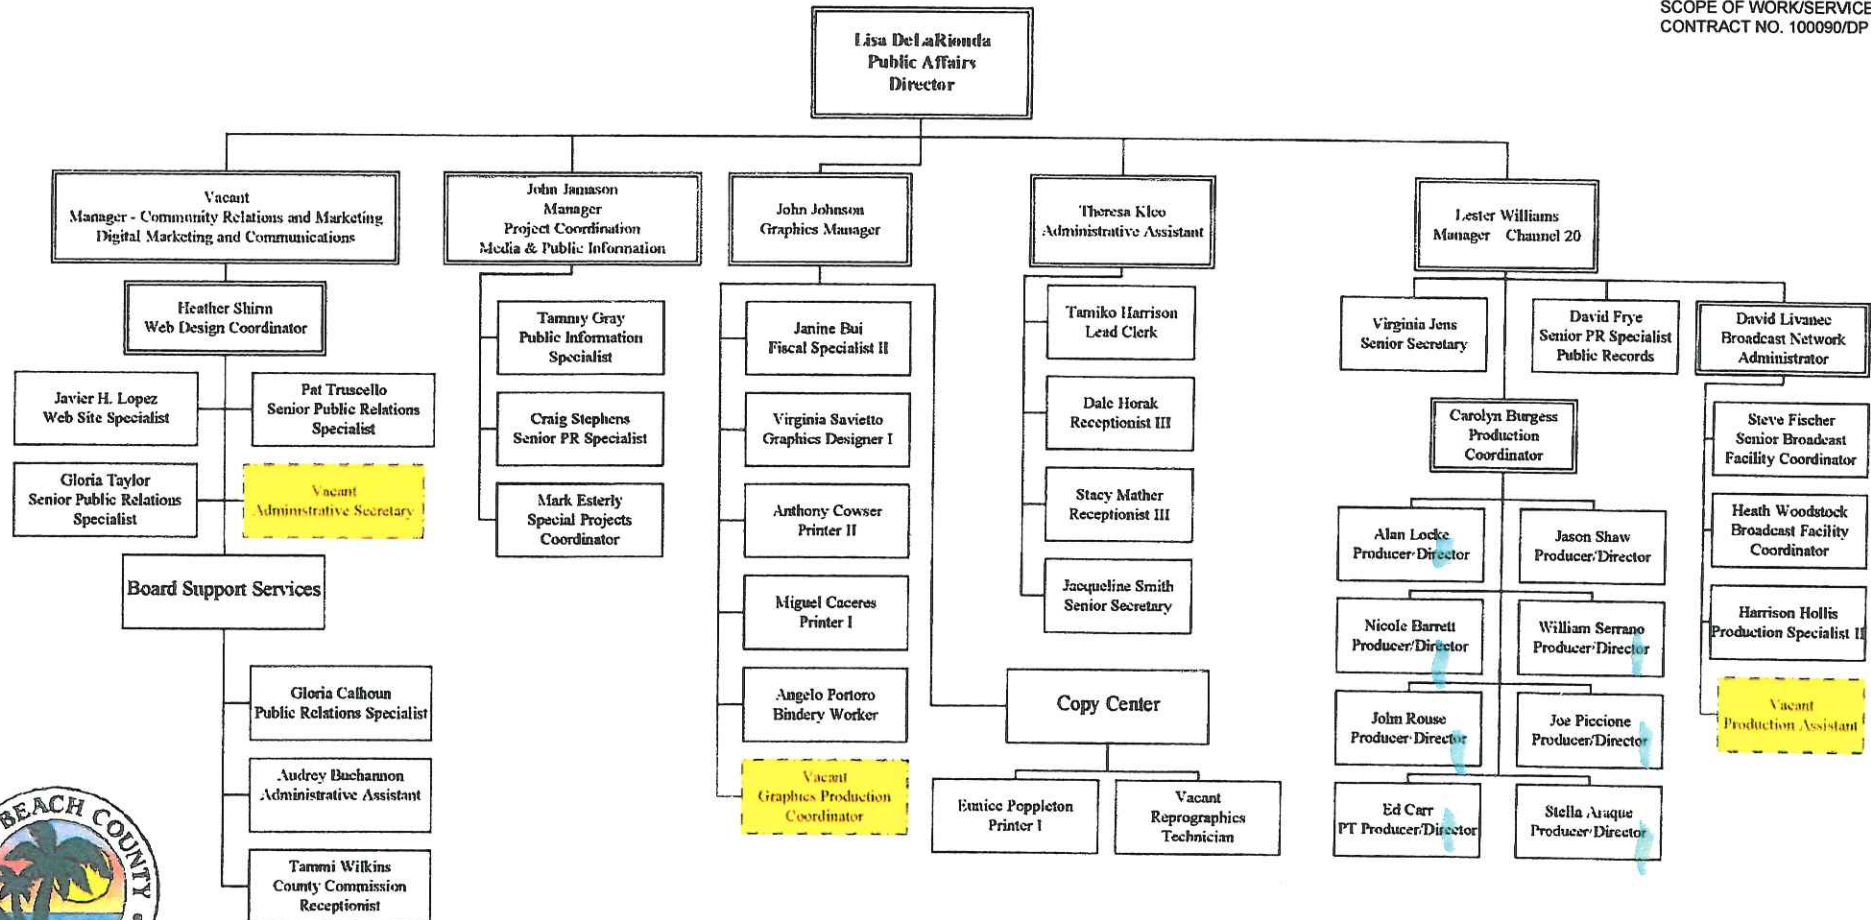 SCOPE OF WORK/SERVICE
CONTRACT NO. 100090/DP
Lisa DeLaRionda
Public Affairs
Director
Vacant
Manager - Community Relations and Marketing
Digital Marketing and Communications
John Jamason
Manager
Project Coordination
Media & Public Information
John Johnson
Graphics Manager
Theresa Kleo
Administrative Assistant
Lester Williams
Manager Channel 20
Heather Shirm
Web Design Coordinator
Javier H. Lopez
Web Site Specialist
Pat Truscello
Senior Public Relations
Specialist
Gloria Taylor
Senior Public Relations
Specialist
Vacant
Administrative Secretary
Board Support Services
Gloria Calhoun
Public Relations Specialist
Audrey Buchannon
Administrative Assistant
Tammi Wilkins
County Commission
Receptionist
Tammy Gray
Public Information
Specialist
Craig Stephens
Senior PR Specialist
Mark Esterly
Special Projects
Coordinator
Janine Bui
Fiscal Specialist II
Virginia Savietto
Graphics Designer I
Anthony Cowser
Printer II
Miguel Caceres
Printer I
Angelo Portoro
Bindery Worker
Vacant
Graphics Production
Coordinator
Tamiko Harrison
Lead Clerk
Dale Horak
Receptionist III
Stacy Mather
Receptionist III
Jacqueline Smith
Senior Secretary
Copy Center
Eunice Peppleton
Printer I
Vacant
Reprographics
Technician
Virginia Jens
Senior Secretary
David Frye
Senior PR Specialist
Public Records
David Livanec
Broadcast Network
Administrator
Carolyn Burgess
Production
Coordinator
Alan Locke
Producer/Director
Jason Shaw
Producer/Director
Nicole Barrett
Producer/Director
William Serrano
Producer/Director
John Rouse
Producer/Director
Joe Piccione
Producer/Director
Ed Carr
PT Producer/Director
Stella Araque
Producer/Director
Steve Fischer
Senior Broadcast
Facility Coordinator
Heath Woodstock
Broadcast Facility
Coordinator
Harrison Hollis
Production Specialist II
Vacant
Production Assistant
BEACH COUNTY